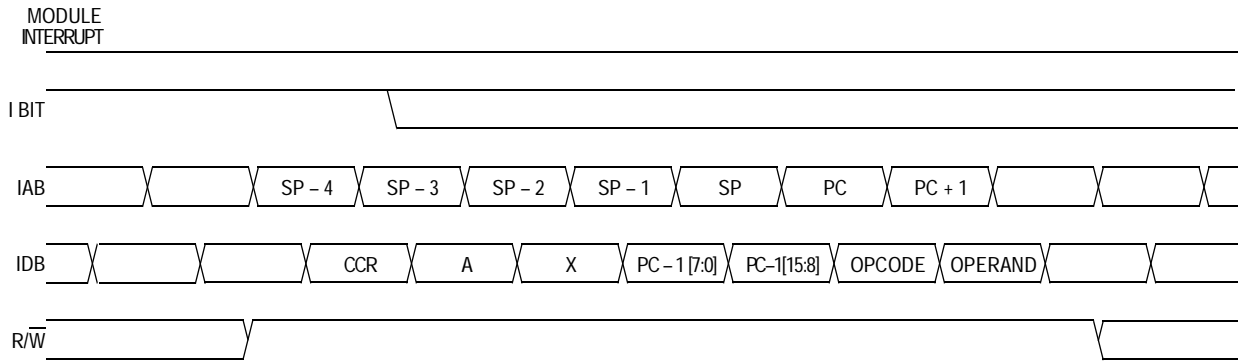 MODULE
INTERRUPT
I BIT
IAB SP – 4 SP – 3 SP – 2 SP – 1 SP PC PC + 1
IDB CCR A X PC – 1 [7:0] PC–1[15:8] OPCODE OPERAND
R/W̅